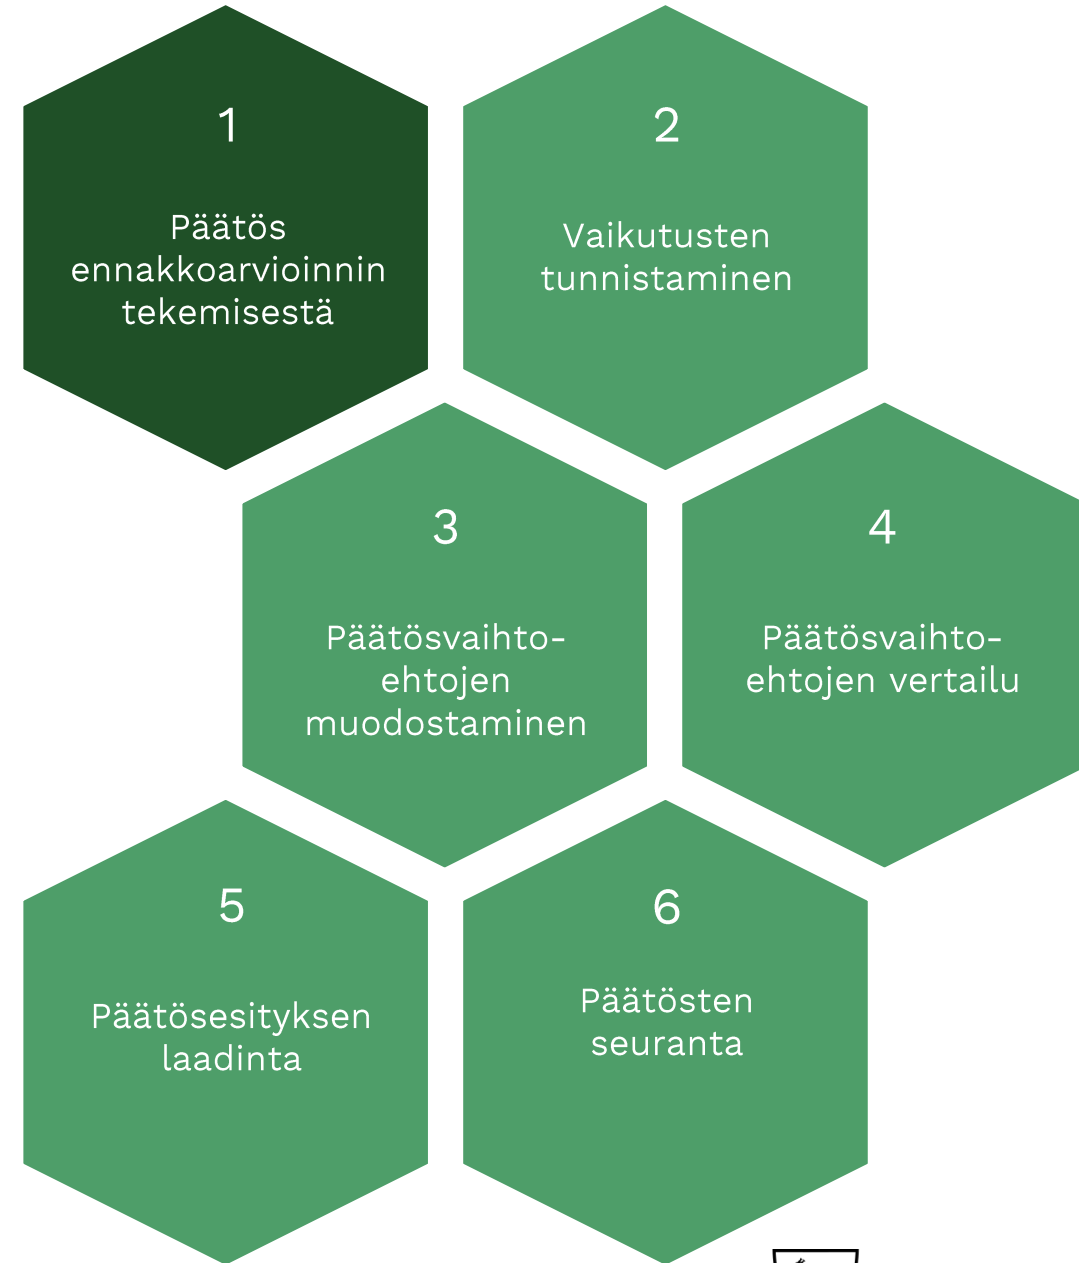 1
Päätös
ennakkoarvioinnin
tekemisestä
2
Vaikutusten
tunnistaminen
3
Päätösvaihto-
ehtojen
muodostaminen
4
Päätösvaihto-
ehtojen vertailu
5
Päätösesityksen
laadinta
6
Päätösten
seuranta